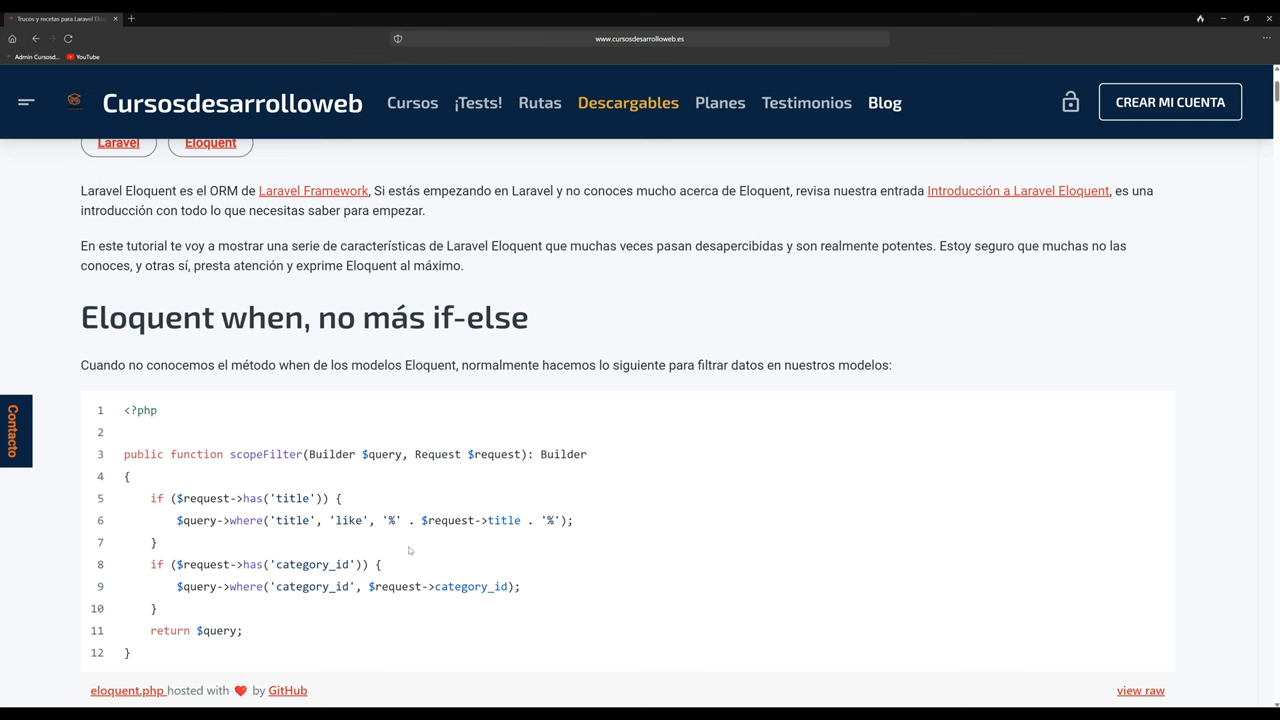 Trucos y recetas para Laravel Elo
www.cursosdesarrolloweb.es
Admin Cursosd... YouTube
Cursosdesarrolloweb Cursos ¡Tests! Rutas Descargables Planes Testimonios Blog CREAR MI CUENTA
Laravel Eloquent
Laravel Eloquent es el ORM de Laravel Framework, Si estás empezando en Laravel y no conoces mucho acerca de Eloquent, revisa nuestra entrada Introducción a Laravel Eloquent, es una
introducción con todo lo que necesitas saber para empezar.
En este tutorial te voy a mostrar una serie de características de Laravel Eloquent que muchas veces pasan desapercibidas y son realmente potentes. Estoy seguro que muchas no las
conoces, y otras sí, presta atención y exprime Eloquent al máximo.
Eloquent when, no más if-else
Cuando no conocemos el método when de los modelos Eloquent, normalmente hacemos lo siguiente para filtrar datos en nuestros modelos:
Contacto
1 <?php
2
3 public function scopeFilter(Builder $query, Request $request): Builder
4 {
5 if ($request->has('title')) {
6 $query->where('title', 'like', '%' . $request->title . '%');
7 }
8 if ($request->has('category_id')) {
9 $query->where('category_id', $request->category_id);
10 }
11 return $query;
12 }
eloquent.php hosted with ❤ by GitHub view raw